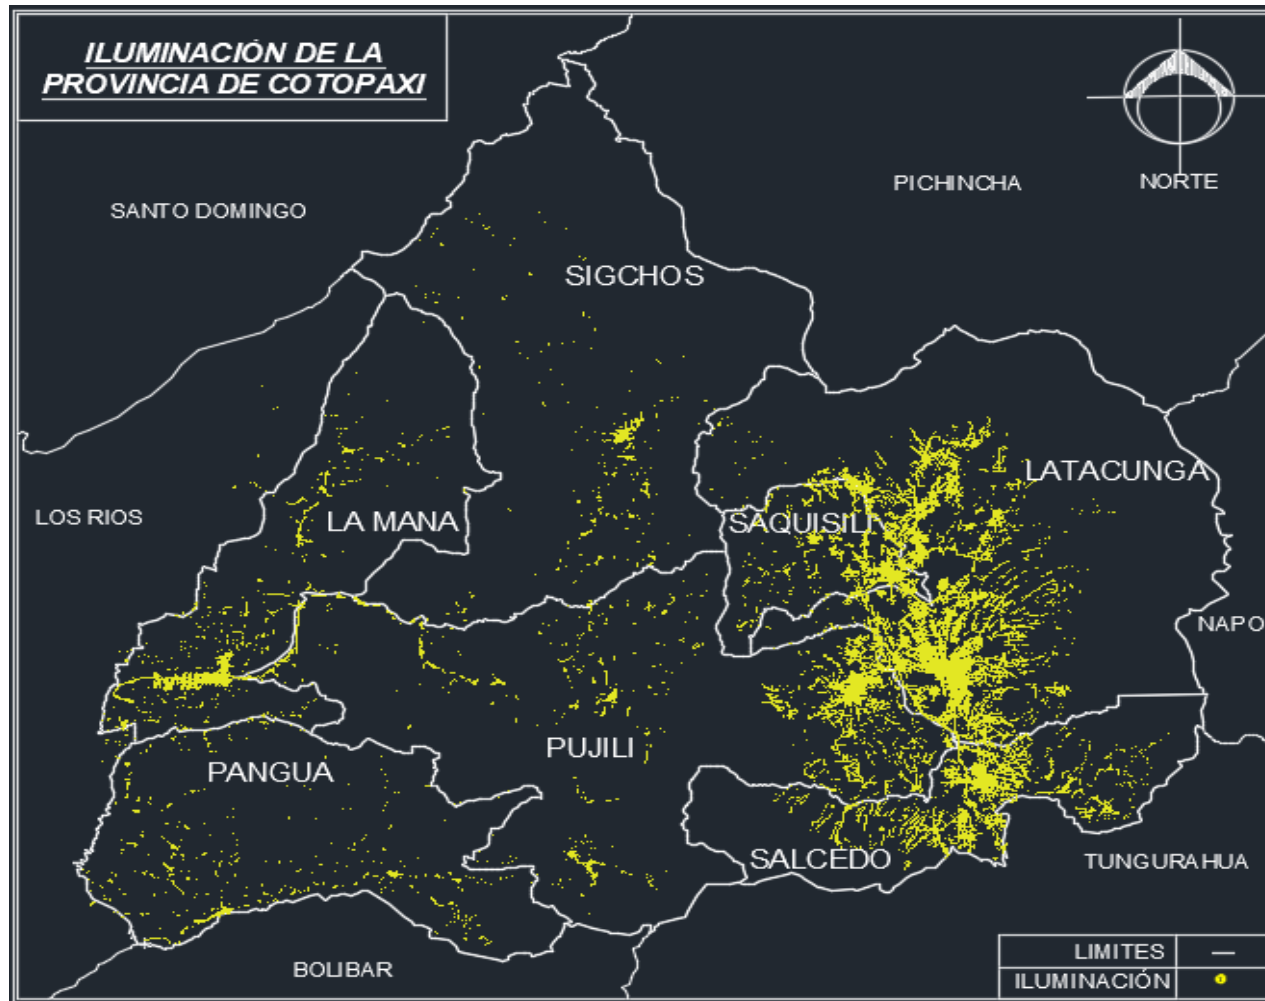 ILUMINACIÓN DE LA
PROVINCIA DE COTOPAXI
PICHINCHA
NORTE
SANTO DOMINGO
SIGCHOS
LATACUNGA
LOS RIOS
LA MANA
SAQUISILI
NAPO
PUJILI
PANGUA
SALCEDO
TUNGURAHUA
BOLIBAR
LIMITES
ILUMINACIÓN